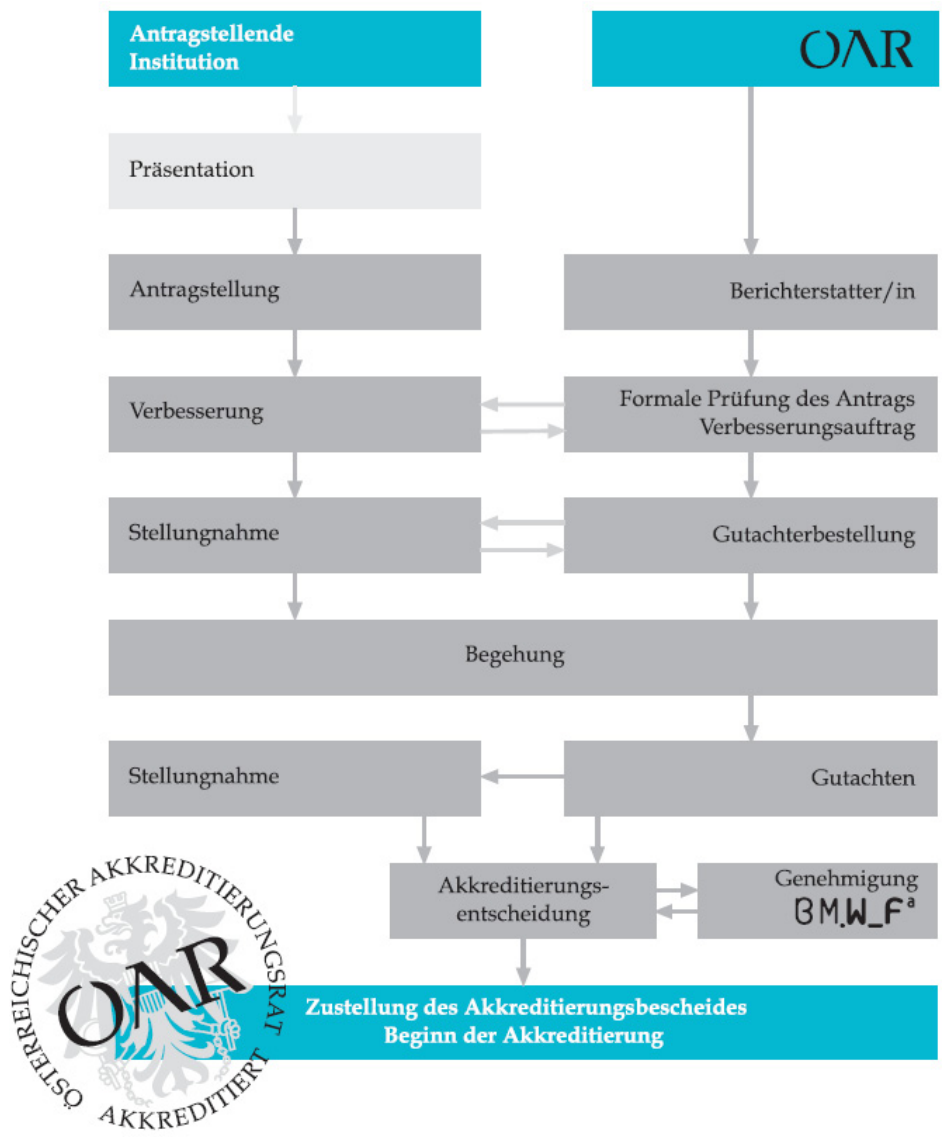 Antragstellende
Institution
OAR
Präsentation
Antragstellung
Berichterstatter/in
Verbesserung
Formale Prüfung des Antrags
Verbesserungsauftrag
Stellungnahme
Gutachterbestellung
Begehung
Stellungnahme
Gutachten
Akkreditierungs-
entscheidung
Genehmigung
BM.W_Fª
ÖSTERREICHISCHER AKKREDITIERUNGSRAT
OAR
AKKREDITIERT
Zustellung des Akkreditierungsbescheides
Beginn der Akkreditierung